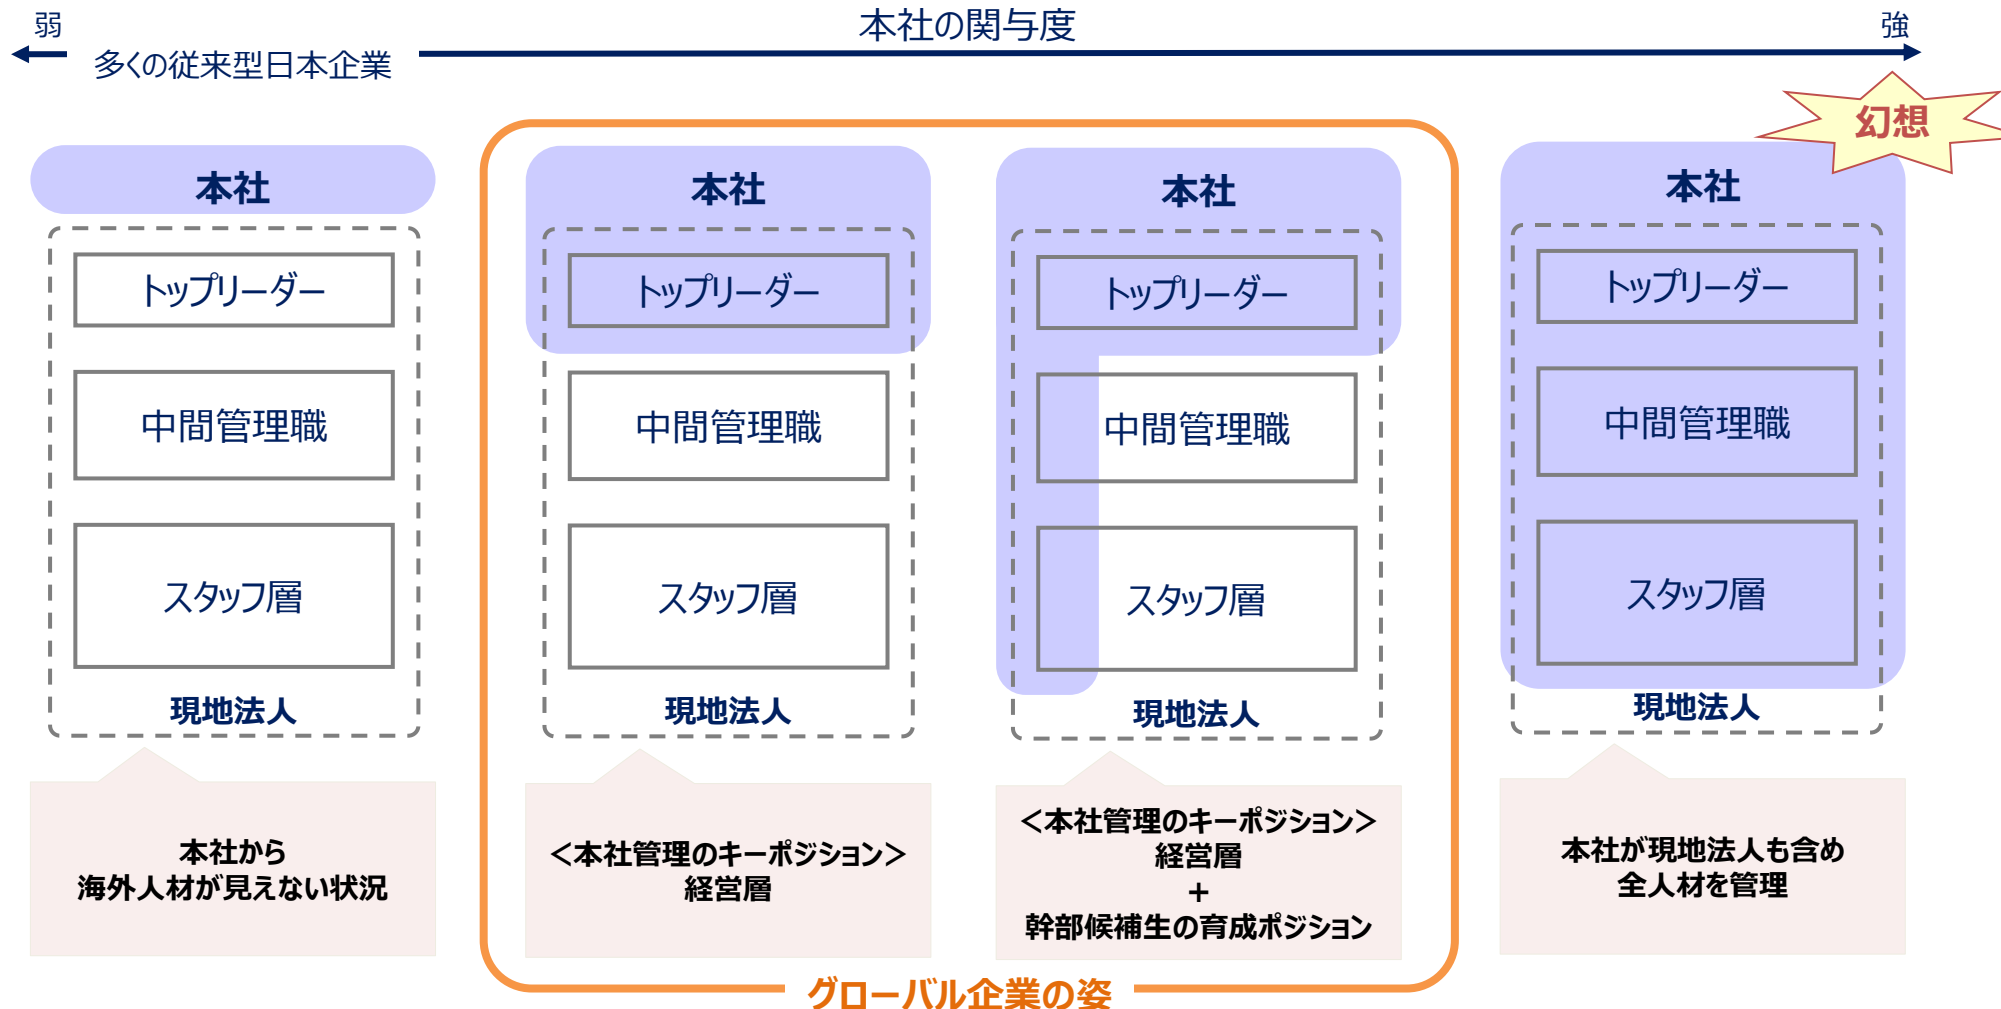 弱
本社の関与度
強
多くの従来型日本企業
幻想
本社
トップリーダー
中間管理職
スタッフ層
現地法人
本社から
海外人材が見えない状況
本社
トップリーダー
中間管理職
スタッフ層
現地法人
＜本社管理のキーポジション＞
経営層
本社
トップリーダー
中間管理職
スタッフ層
現地法人
＜本社管理のキーポジション＞
経営層
＋
幹部候補生の育成ポジション
本社
トップリーダー
中間管理職
スタッフ層
現地法人
本社が現地法人も含め
全人材を管理
グローバル企業の姿